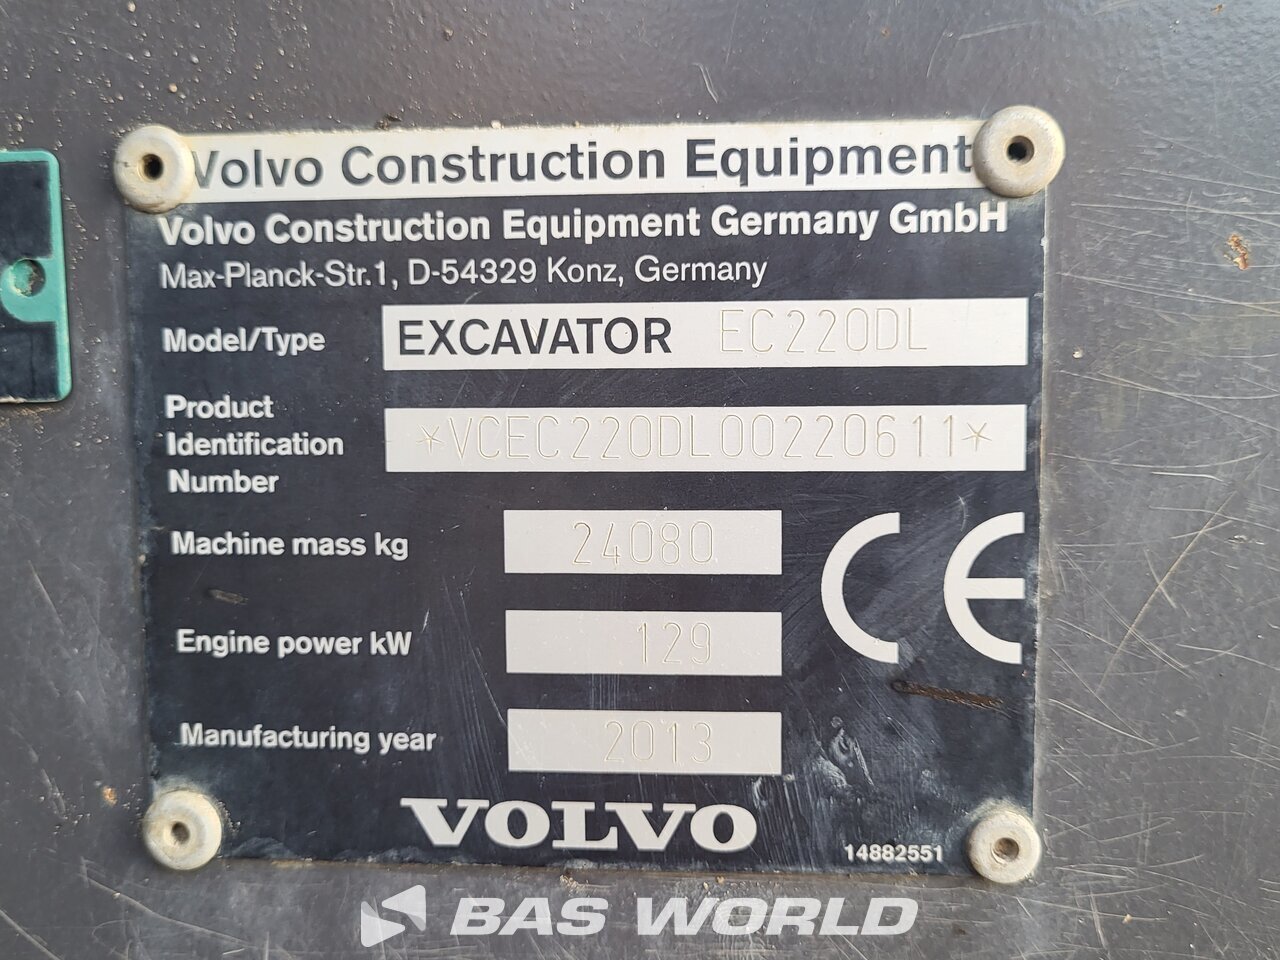 Volvo Construction Equipment
Volvo Construction Equipment Germany GmbH
Max-Planck-Str.1, D-54329 Konz, Germany
Model/Type EXCAVATOR EC220DL
Product
Identification
Number
*VCEC220DL00220611*
Machine mass kg 24080
CE
Engine power kW 129
Manufacturing year 2013
VOLVO
14882551
BAS WORLD